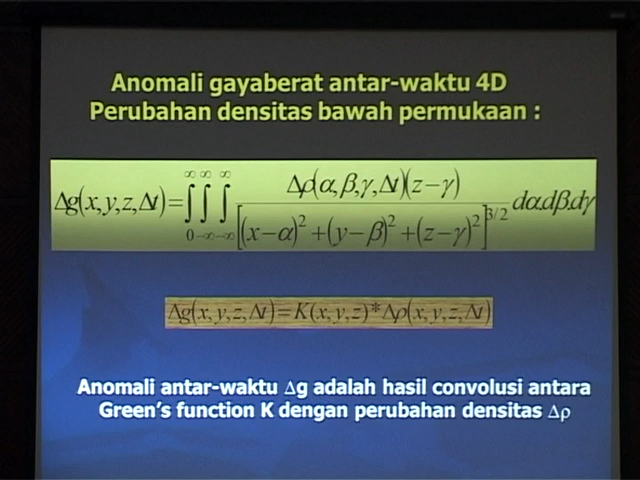 Anomali gayaberat antar-waktu 4D
Perubahan densitas bawah permukaan :
Δg(x,y,z,Δt)=∫₀^∞∫₋∞^∞∫₋∞^∞ Δρ(α,β,γ,Δt)(z−γ) / [(x−α)²+(y−β)²+(z−γ)²]^3/2 dα.dβ.dγ
Δg(x,y,z,Δt)=K(x,y,z)*Δρ(x,y,z,Δt)
Anomali antar-waktu Δg adalah hasil convolusi antara
Green's function K dengan perubahan densitas Δρ